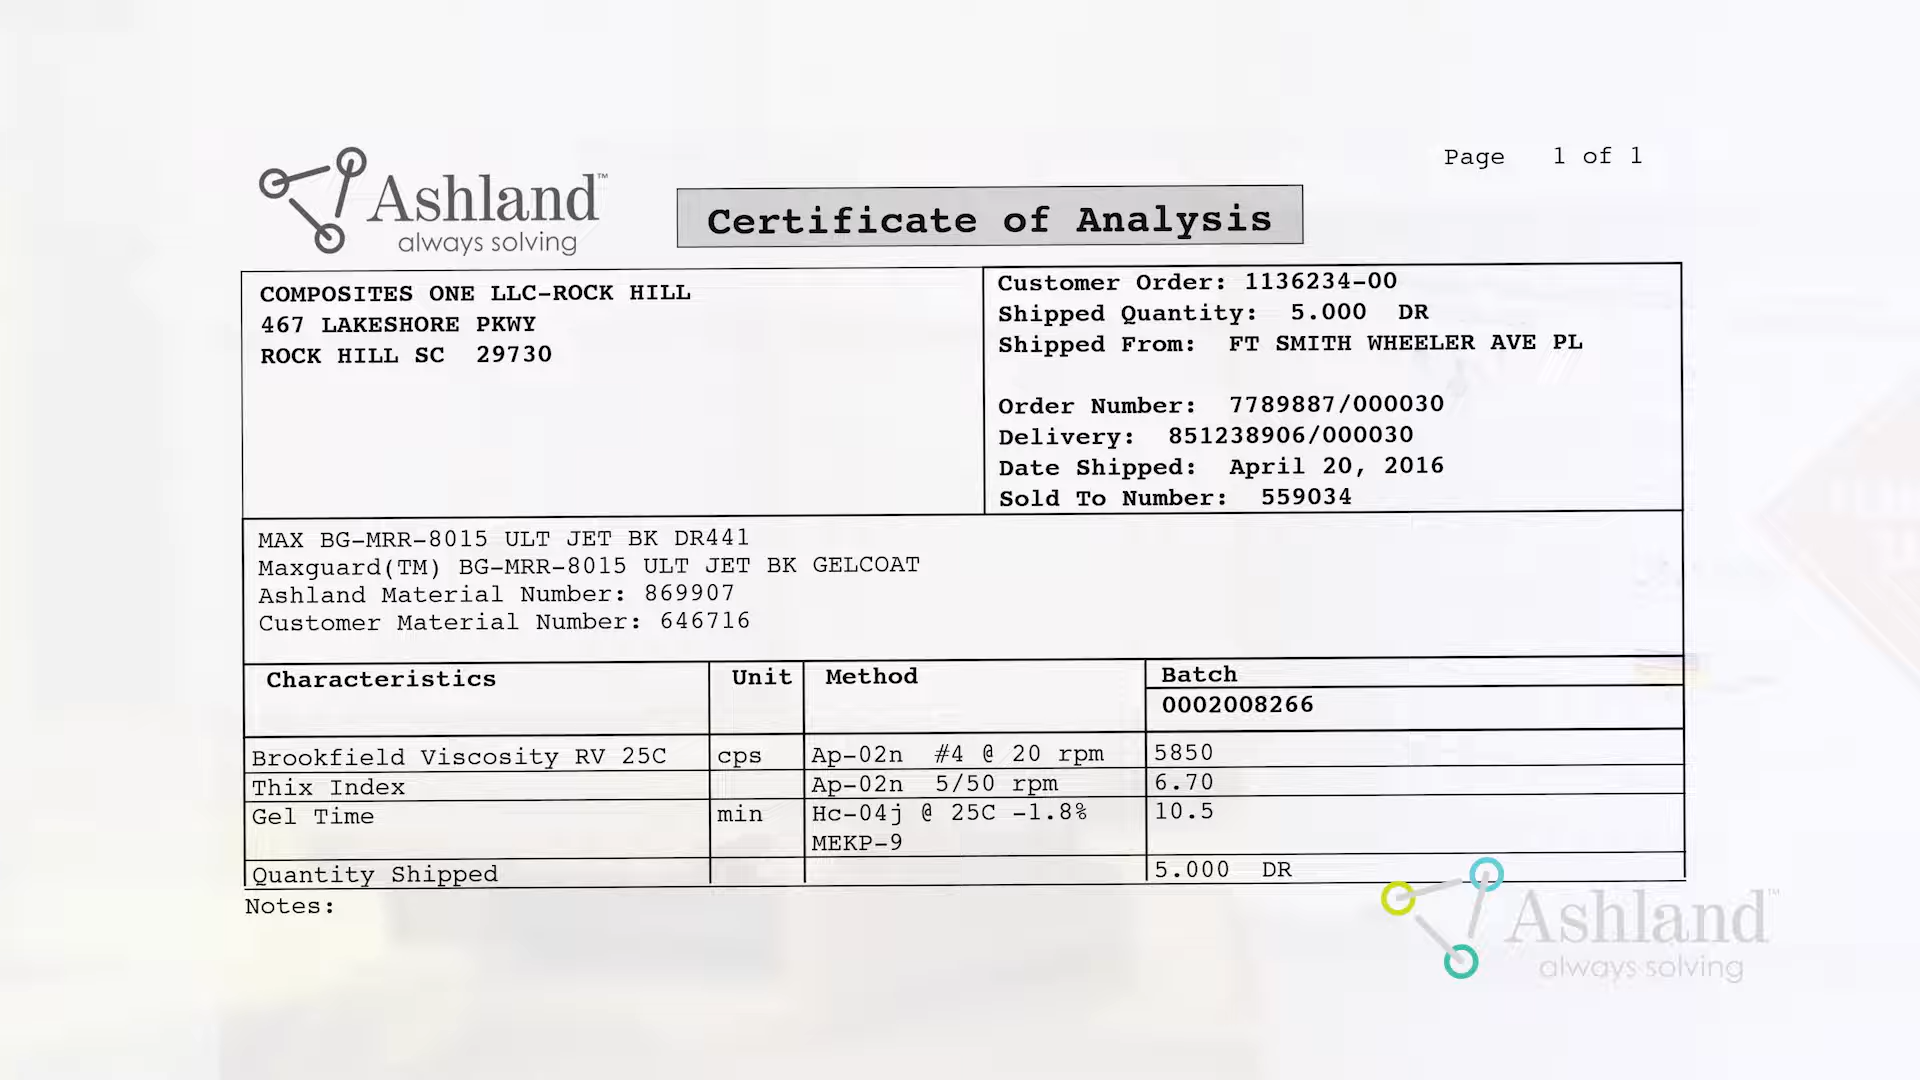 Page 1 of 1
Ashland™
always solving
Certificate of Analysis
COMPOSITES ONE LLC-ROCK HILL
467 LAKESHORE PKWY
ROCK HILL SC 29730
Customer Order: 1136234-00
Shipped Quantity: 5.000 DR
Shipped From: FT SMITH WHEELER AVE PL
Order Number: 7789887/000030
Delivery: 851238906/000030
Date Shipped: April 20, 2016
Sold To Number: 559034
MAX BG-MRR-8015 ULT JET BK DR441
Maxguard(TM) BG-MRR-8015 ULT JET BK GELCOAT
Ashland Material Number: 869907
Customer Material Number: 646716
Characteristics Unit Method Batch
0002008266
Brookfield Viscosity RV 25C cps Ap-02n #4 @ 20 rpm 5850
Thix Index Ap-02n 5/50 rpm 6.70
Gel Time min Hc-04j @ 25C -1.8% 10.5
MEKP-9
Quantity Shipped 5.000 DR
Notes:
Ashland™
always solving